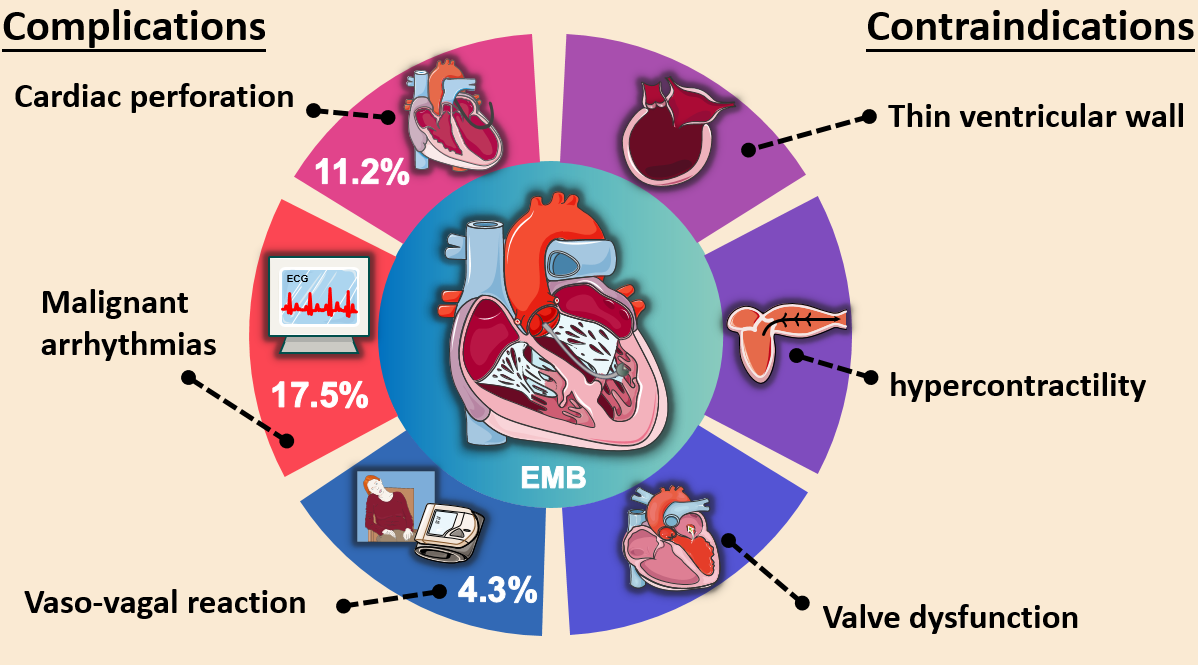 Complications
Contraindications
Cardiac perforation
11.2%
Thin ventricular wall
ECG
Malignant
arrhythmias
17.5%
hypercontractility
EMB
Vaso-vagal reaction
4.3%
Valve dysfunction